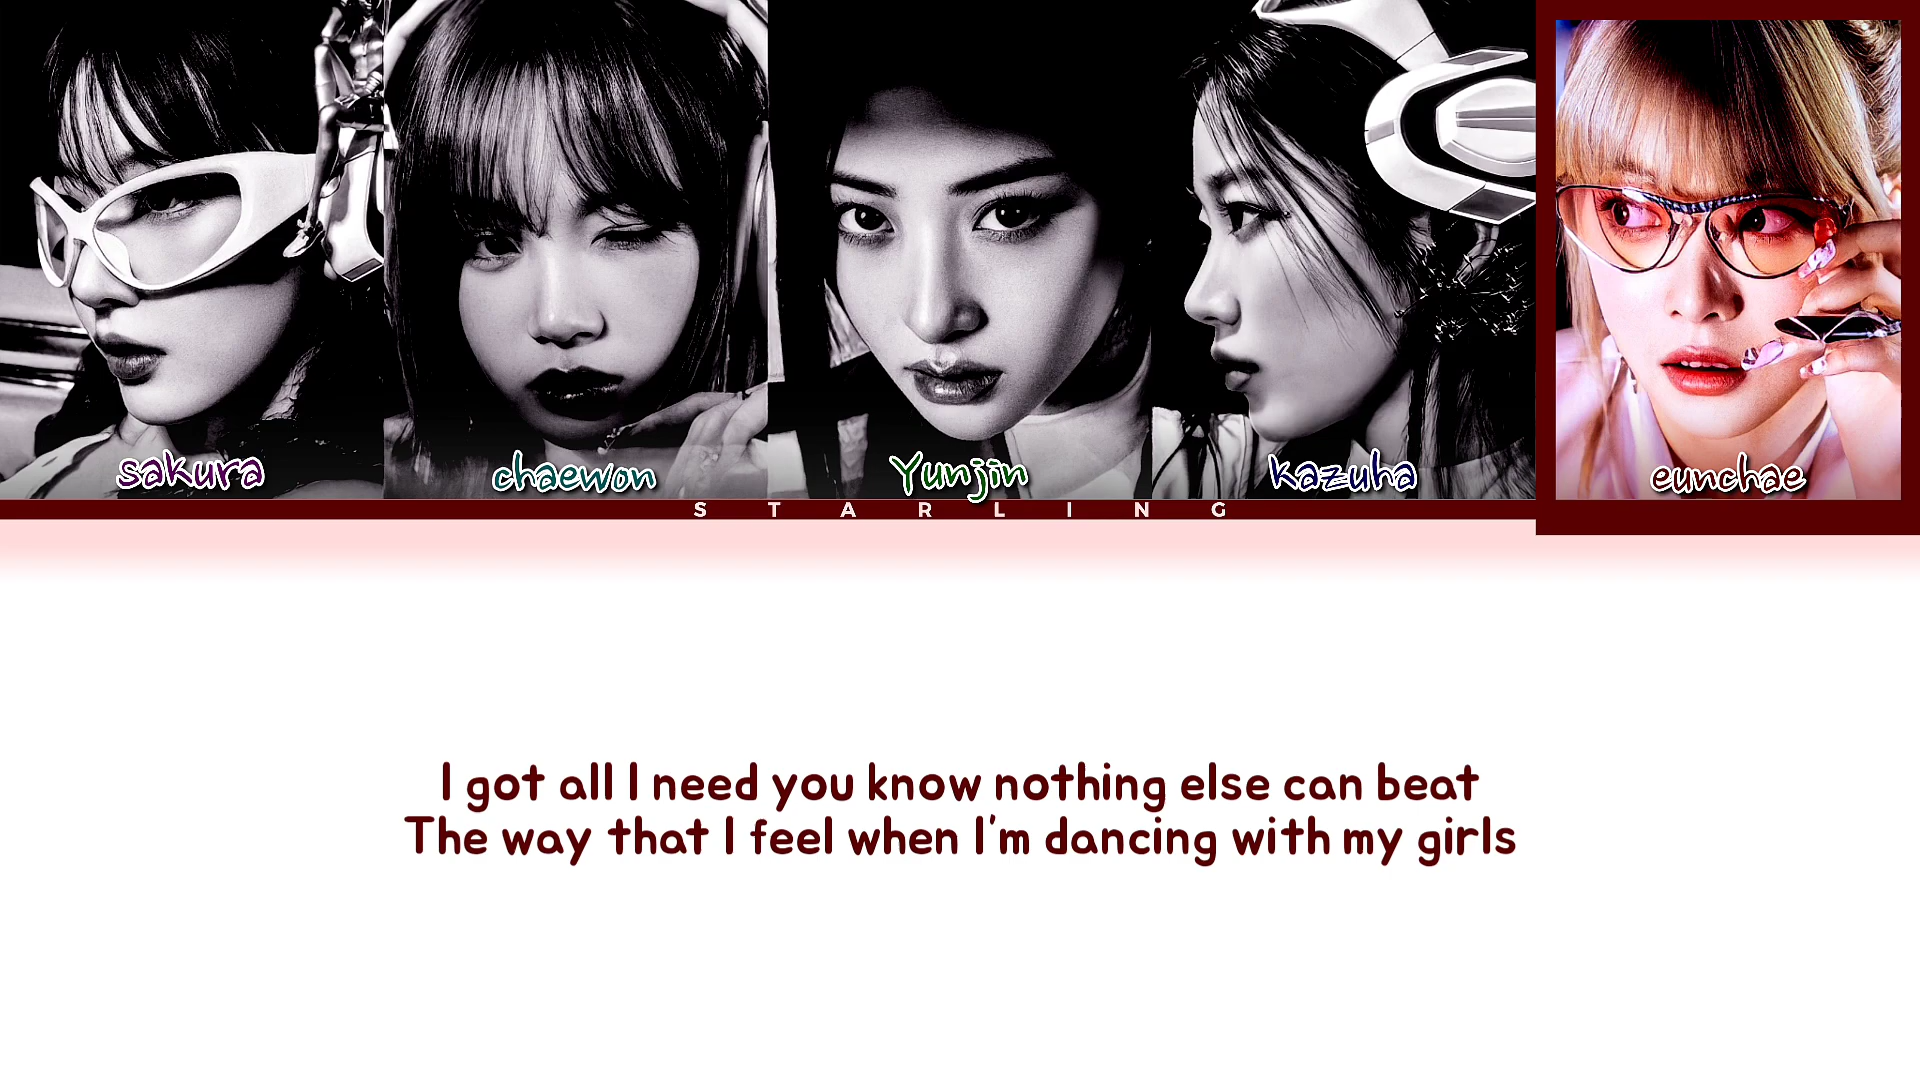 sakura
chaewon
Yunjin
kazuha
eunchae
STARLING
I got all I need you know nothing else can beat
The way that I feel when I'm dancing with my girls